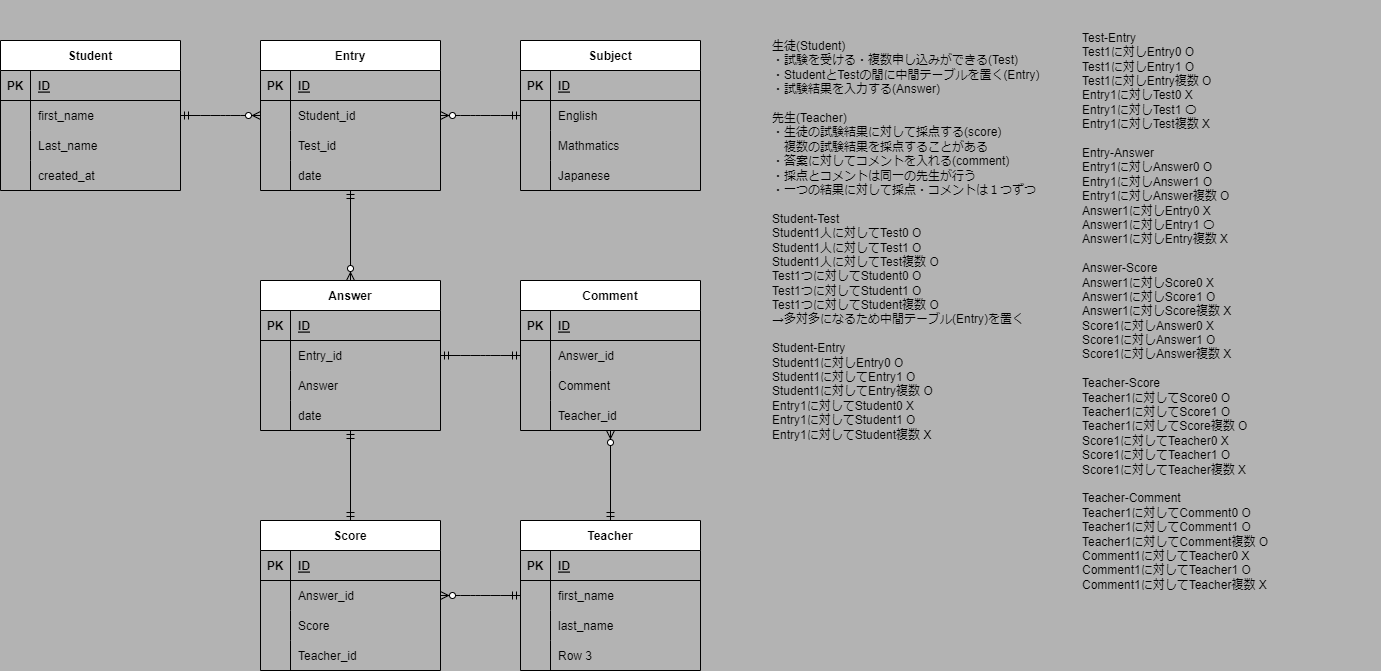 Student
PK ID
first_name
Last_name
created_at
Entry
PK ID
Student_id
Test_id
date
Subject
PK ID
English
Mathmatics
Japanese
Answer
PK ID
Entry_id
Answer
date
Comment
PK ID
Answer_id
Comment
Teacher_id
Score
PK ID
Answer_id
Score
Teacher_id
Teacher
PK ID
first_name
last_name
Row 3
生徒(Student)
・試験を受ける・複数申し込みができる(Test)
・StudentとTestの間に中間テーブルを置く(Entry)
・試験結果を入力する(Answer)
先生(Teacher)
・生徒の試験結果に対して採点する(score)
複数の試験結果を採点することがある
・答案に対してコメントを入れる(comment)
・採点とコメントは同一の先生が行う
・一つの結果に対して採点・コメントは１つずつ
Student-Test
Student1人に対してTest0 O
Student1人に対してTest1 O
Student1人に対してTest複数 O
Test1つに対してStudent0 O
Test1つに対してStudent1 O
Test1つに対してStudent複数 O
→多対多になるため中間テーブル(Entry)を置く
Student-Entry
Student1に対しEntry0 O
Student1に対してEntry1 O
Student1に対してEntry複数 O
Entry1に対してStudent0 X
Entry1に対してStudent1 O
Entry1に対してStudent複数 X
Test-Entry
Test1に対しEntry0 O
Test1に対しEntry1 O
Test1に対しEntry複数 O
Entry1に対しTest0 X
Entry1に対しTest1 〇
Entry1に対しTest複数 X
Entry-Answer
Entry1に対しAnswer0 O
Entry1に対しAnswer1 O
Entry1に対しAnswer複数 O
Answer1に対しEntry0 X
Answer1に対しEntry1 〇
Answer1に対しEntry複数 X
Answer-Score
Answer1に対しScore0 X
Answer1に対しScore1 O
Answer1に対しScore複数 X
Score1に対しAnswer0 X
Score1に対しAnswer1 O
Score1に対しAnswer複数 X
Teacher-Score
Teacher1に対してScore0 O
Teacher1に対してScore1 O
Teacher1に対してScore複数 O
Score1に対してTeacher0 X
Score1に対してTeacher1 O
Score1に対してTeacher複数 X
Teacher-Comment
Teacher1に対してComment0 O
Teacher1に対してComment1 O
Teacher1に対してComment複数 O
Comment1に対してTeacher0 X
Comment1に対してTeacher1 O
Comment1に対してTeacher複数 X